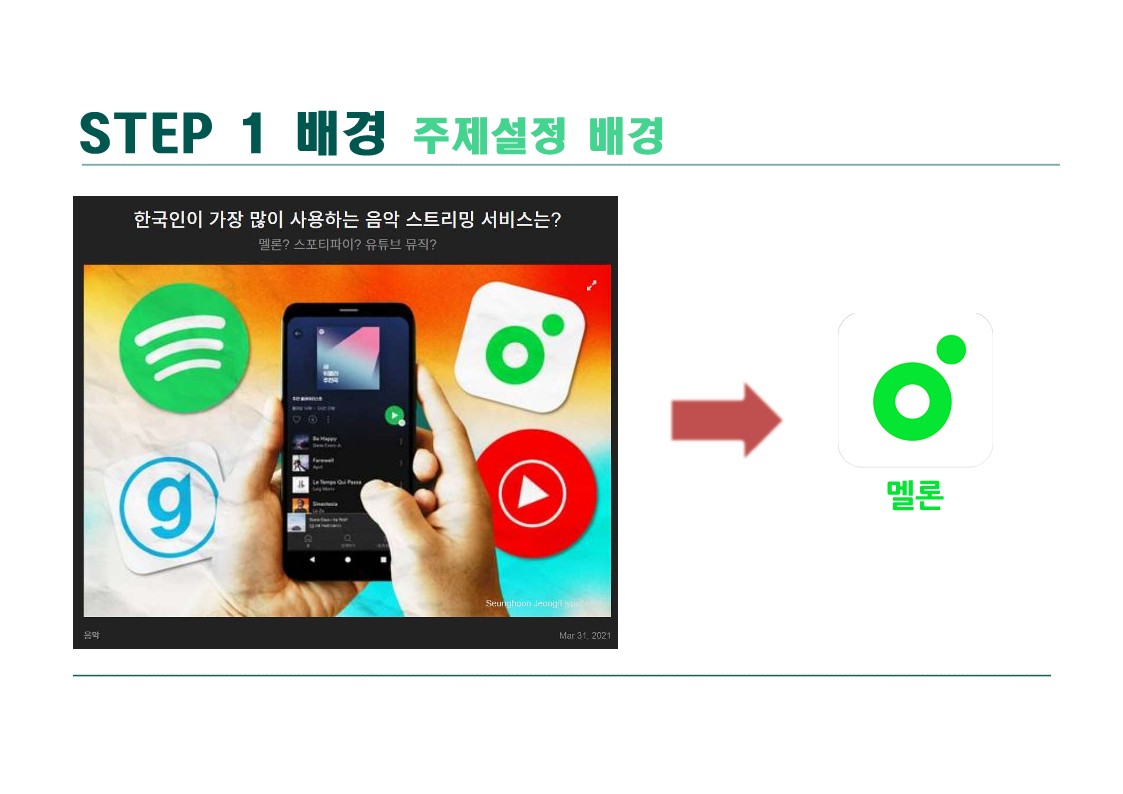 STEP 1 배경 주제설정 배경
한국인이 가장 많이 사용하는 음악 스트리밍 서비스는?
멜론? 스포티파이? 유튜브 뮤직?
g
Be Happy
Farewell
April
Le Temps Qui Passe
Sinestesia
Seunghoon Jeong
음악
Mar 31, 2021
멜론